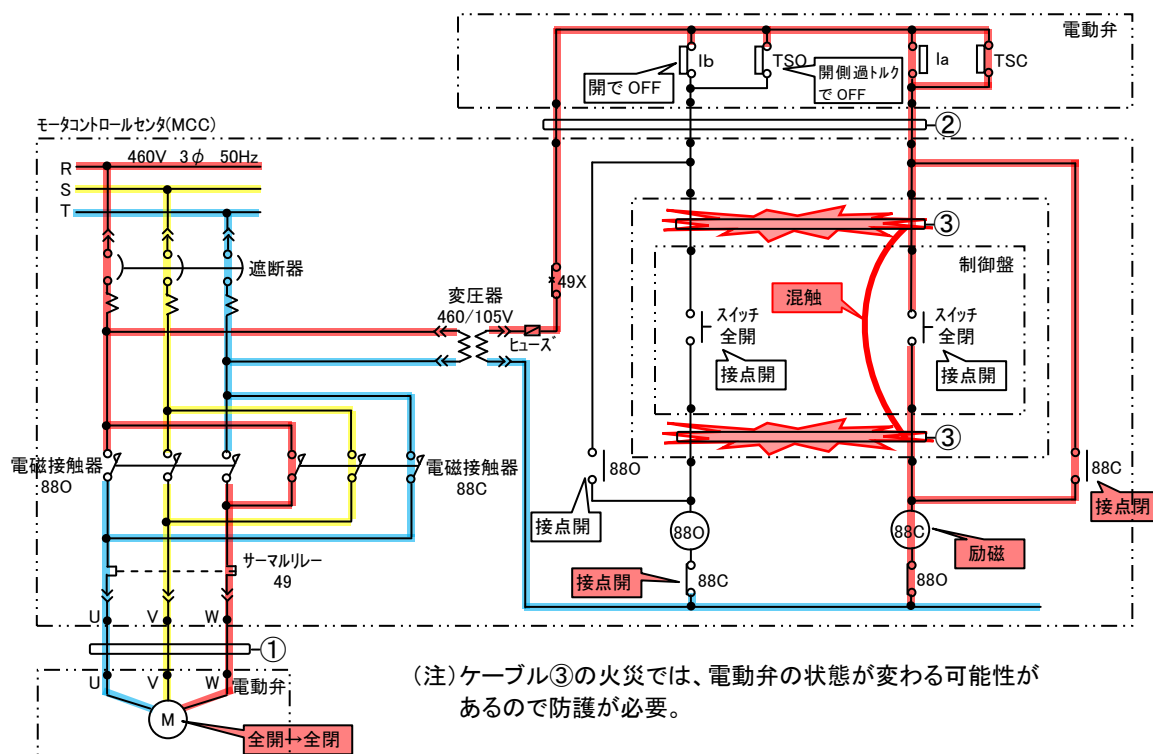 電動弁
Ib
TSO
Ia
TSC
開でOFF
開側過トルク
でOFF
②
モータコントロールセンタ(MCC)
460V 3φ 50Hz
R
S
T
遮断器
変圧器
460/105V
ヒューズ
49X
③
制御盤
混触
スイッチ
全開
接点開
スイッチ
全閉
接点開
③
電磁接触器
88O
電磁接触器
88C
88O
接点開
88C
接点閉
88O
88C
励磁
接点開
88C
88O
サーマルリレー
49
U
V
W
①
U
V
W
電動弁
M
全開→全閉
(注)ケーブル③の火災では、電動弁の状態が変わる可能性が
あるので防護が必要。